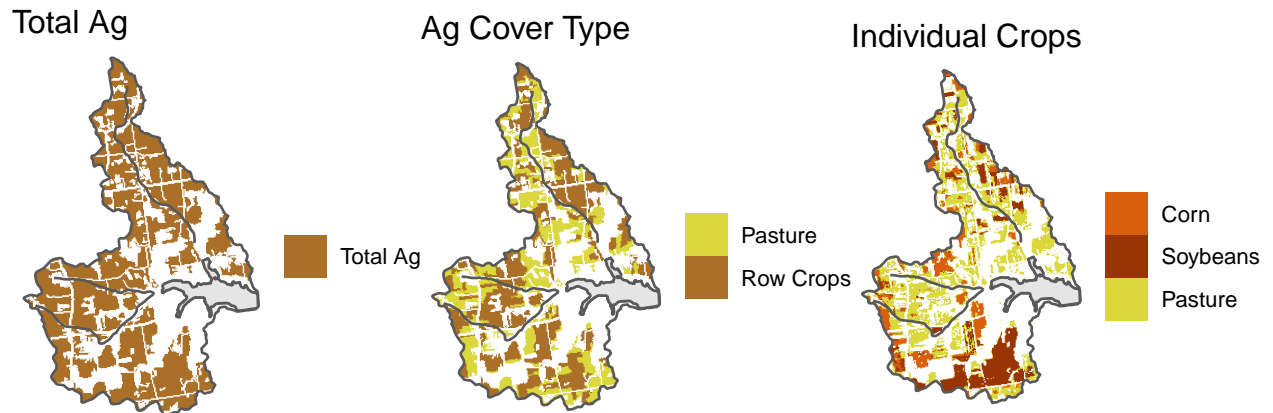 Total Ag
Total Ag
Ag Cover Type
Pasture
Row Crops
Individual Crops
Corn
Soybeans
Pasture